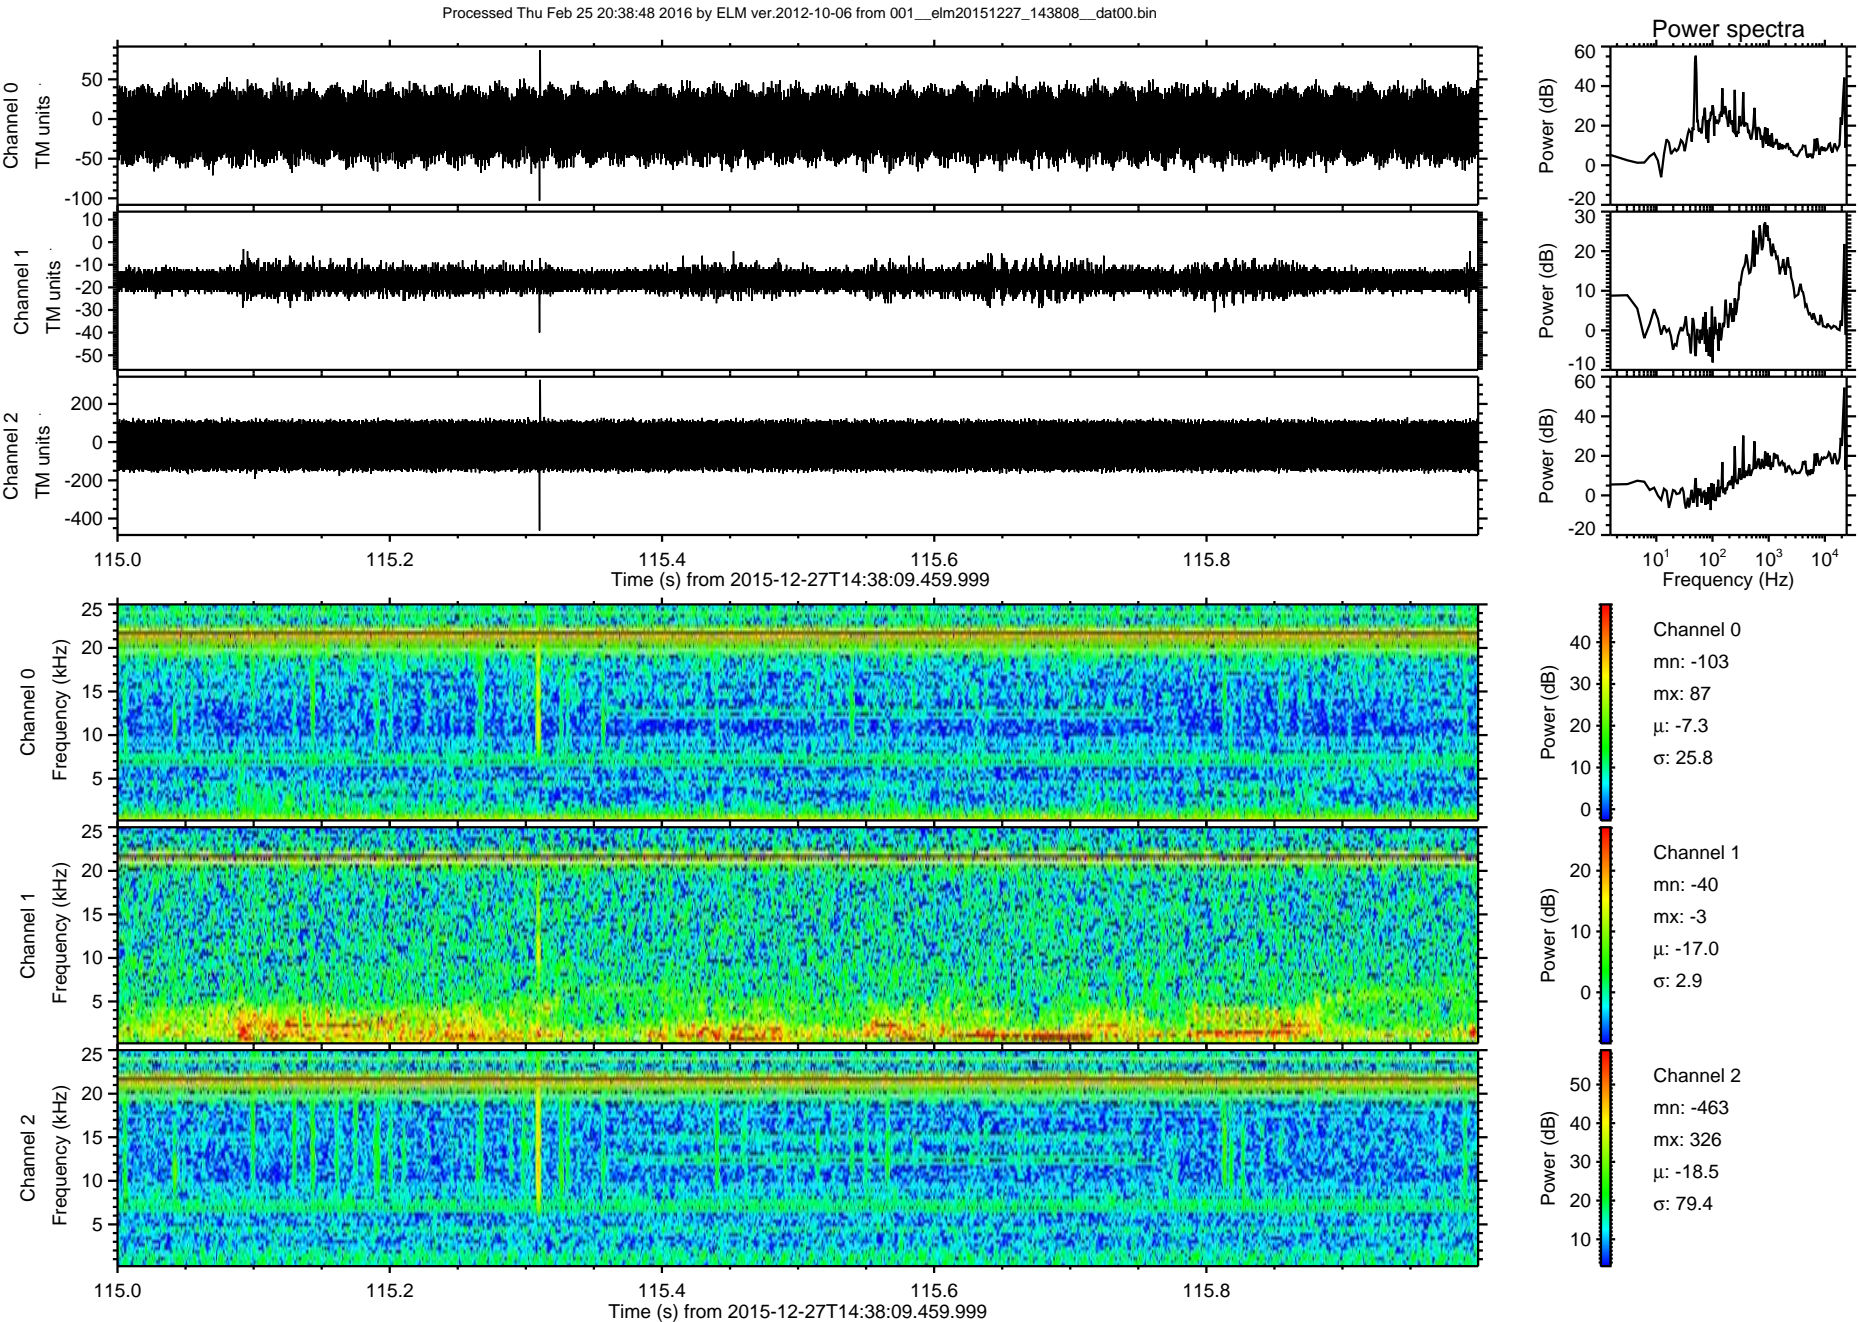 Processed Thu Feb 25 20:38:48 2016 by ELM ver.2012-10-06 from 001__elm20151227_143808__dat00.bin
Power spectra
Channel 0
TM units
50
0
-50
-100
Power (dB)
60
40
20
0
-20
Channel 1
TM units
10
0
-10
-20
-30
-40
-50
Power (dB)
30
20
10
0
-10
Channel 2
TM units
200
0
-200
-400
Power (dB)
60
40
20
0
-20
115.0 115.2 115.4 115.6 115.8
Time (s) from 2015-12-27T14:38:09.459.999
10¹ 10² 10³ 10⁴
Frequency (Hz)
Channel 0
Frequency (kHz)
25
20
15
10
5
Power (dB)
40
30
20
10
0
Channel 0
mn: -103
mx: 87
μ: -7.3
σ: 25.8
Channel 1
Frequency (kHz)
25
20
15
10
5
Power (dB)
20
10
0
Channel 1
mn: -40
mx: -3
μ: -17.0
σ: 2.9
Channel 2
Frequency (kHz)
25
20
15
10
5
Power (dB)
50
40
30
20
10
Channel 2
mn: -463
mx: 326
μ: -18.5
σ: 79.4
115.0 115.2 115.4 115.6 115.8
Time (s) from 2015-12-27T14:38:09.459.999